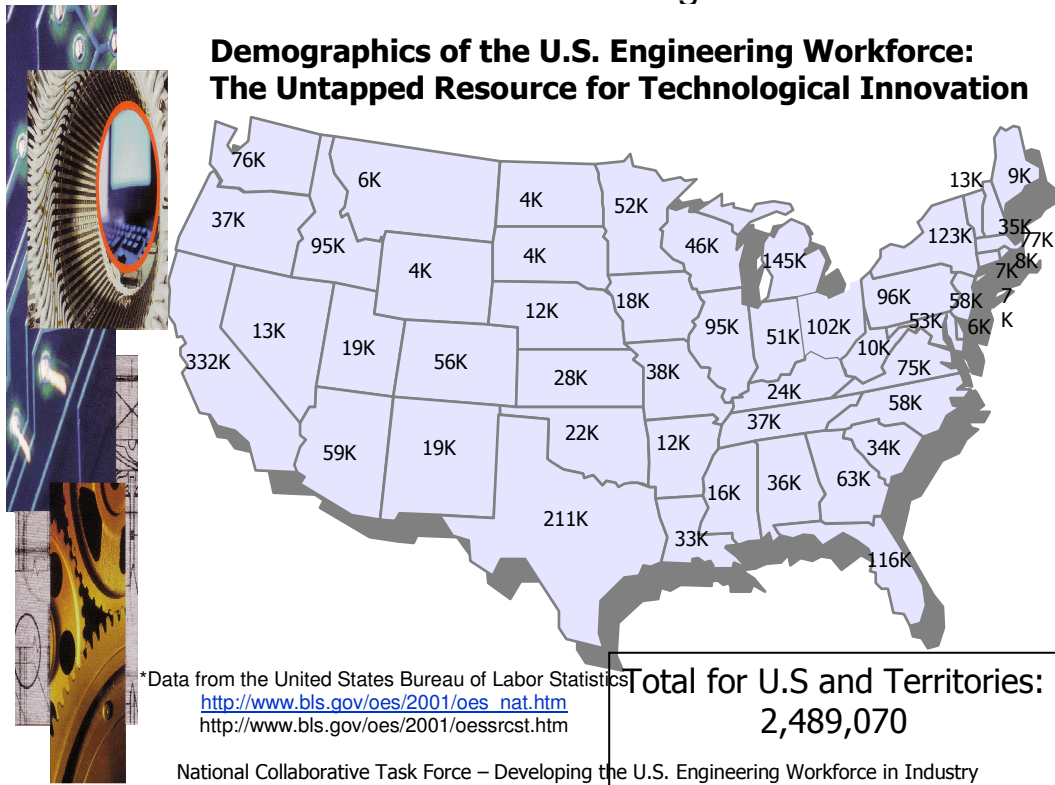 Demographics of the U.S. Engineering Workforce:
The Untapped Resource for Technological Innovation
76K
6K
4K
52K
13K
9K
37K
95K
4K
4K
46K
145K
123K
35K
77K
8K
7K
7
K
12K
18K
96K
58K
13K
19K
56K
95K
51K
102K
53K
6K
10K
332K
28K
38K
75K
24K
58K
37K
59K
19K
22K
12K
34K
16K
36K
63K
211K
33K
116K
*Data from the United States Bureau of Labor Statistics
http://www.bls.gov/oes/2001/oes_nat.htm
http://www.bls.gov/oes/2001/oessrcst.htm
Total for U.S and Territories:
2,489,070
National Collaborative Task Force – Developing the U.S. Engineering Workforce in Industry